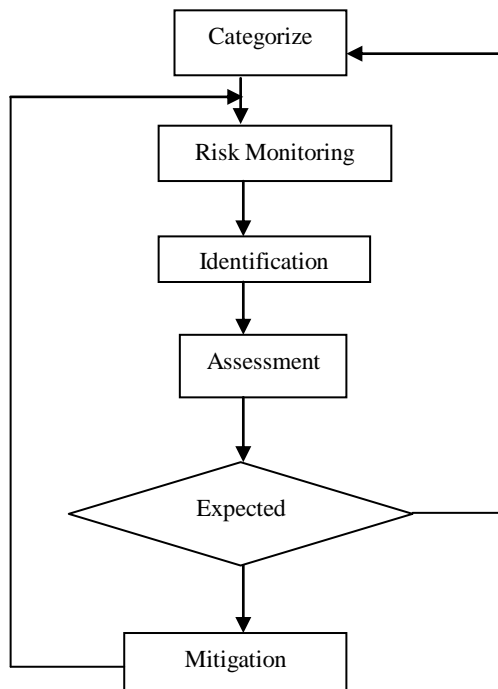 Categorize
Risk Monitoring
Identification
Assessment
Expected
Mitigation